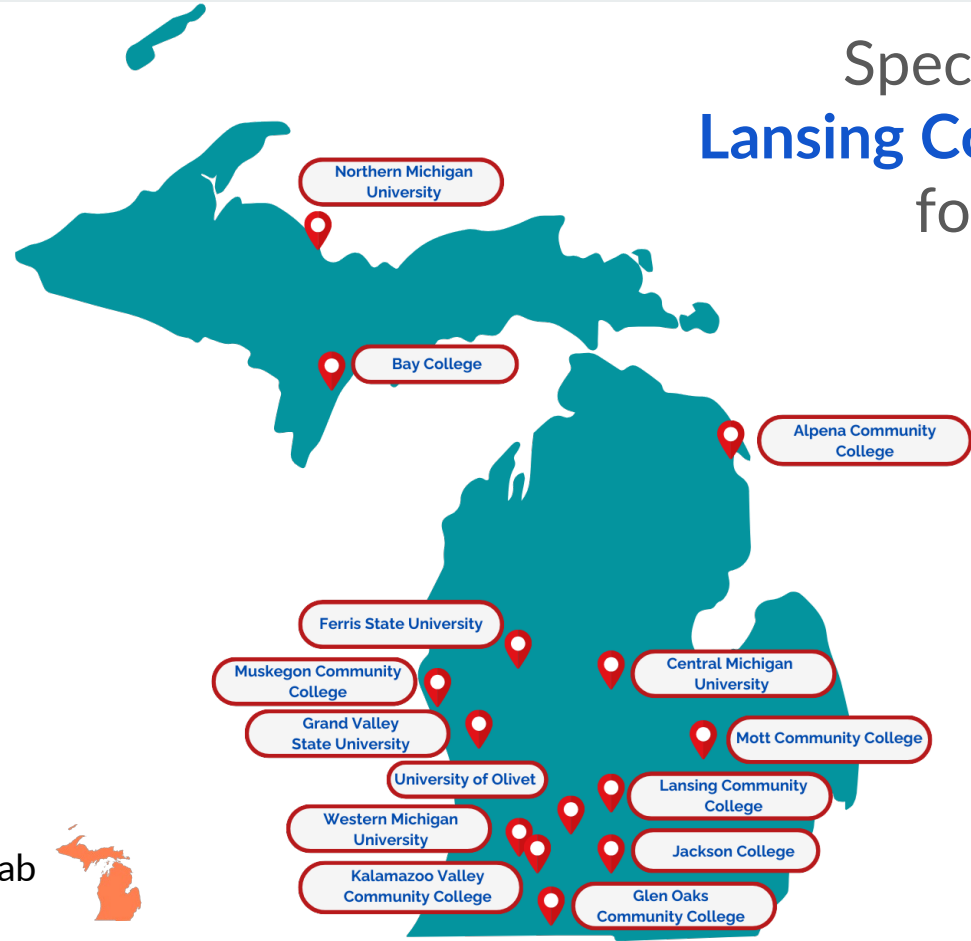 Spec
Lansing Co
fo
Northern Michigan
University
Bay College
Alpena Community
College
Ferris State University
Central Michigan
University
Muskegon Community
College
Grand Valley
State University
Mott Community College
University of Olivet
Lansing Community
College
Western Michigan
University
Jackson College
Kalamazoo Valley
Community College
Glen Oaks
Community College
ab